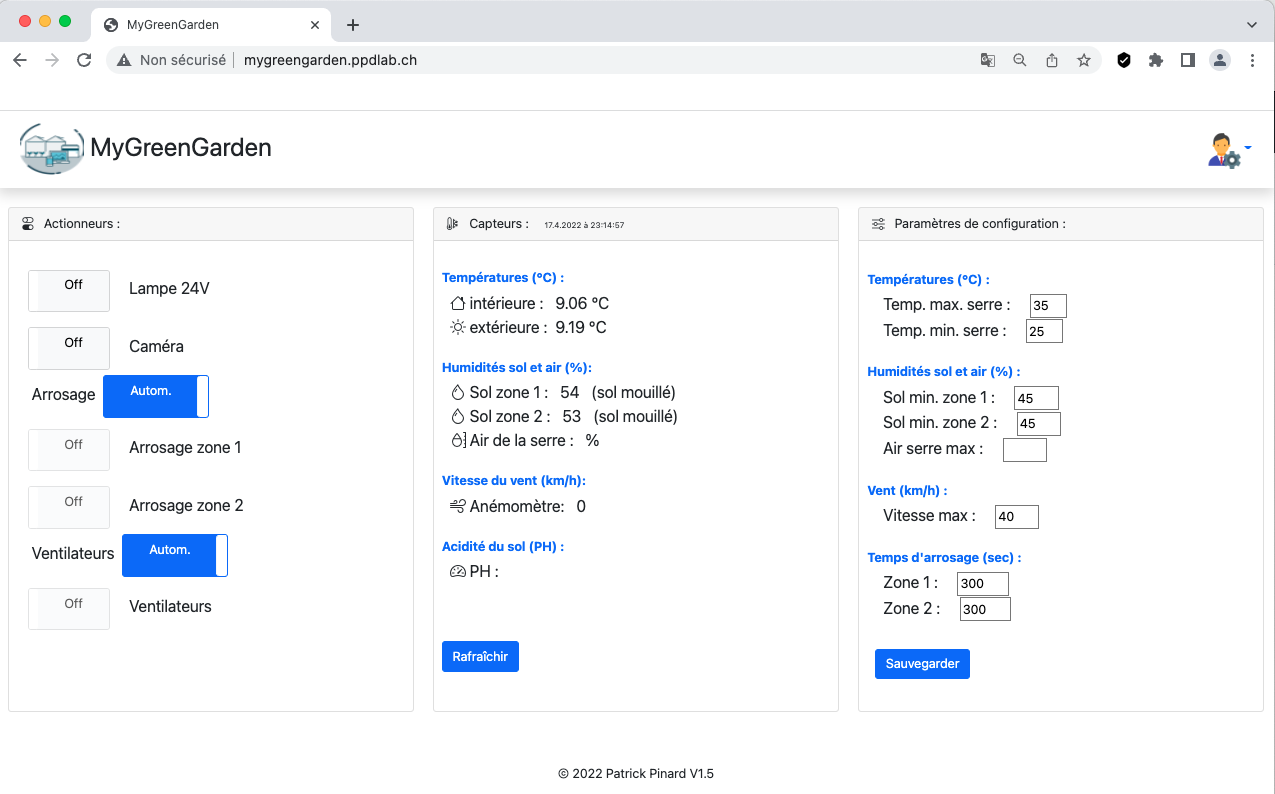 MyGreenGarden
Non sécurisé mygreengarden.ppdlab.ch
MyGreenGarden
Actionneurs :
Off Lampe 24V
Off Caméra
Arrosage Autom.
Off Arrosage zone 1
Off Arrosage zone 2
Ventilateurs Autom.
Off Ventilateurs
Capteurs : 17.4.2022 à 23:14:57
Températures (°C) :
intérieure : 9.06 °C
extérieure : 9.19 °C
Humidités sol et air (%):
Sol zone 1 : 54 (sol mouillé)
Sol zone 2 : 53 (sol mouillé)
Air de la serre : %
Vitesse du vent (km/h):
Anémomètre: 0
Acidité du sol (PH) :
PH :
Rafraîchir
Paramètres de configuration :
Températures (°C) :
Temp. max. serre : 35
Temp. min. serre : 25
Humidités sol et air (%) :
Sol min. zone 1 : 45
Sol min. zone 2 : 45
Air serre max :
Vent (km/h) :
Vitesse max : 40
Temps d'arrosage (sec) :
Zone 1 : 300
Zone 2 : 300
Sauvegarder
© 2022 Patrick Pinard V1.5